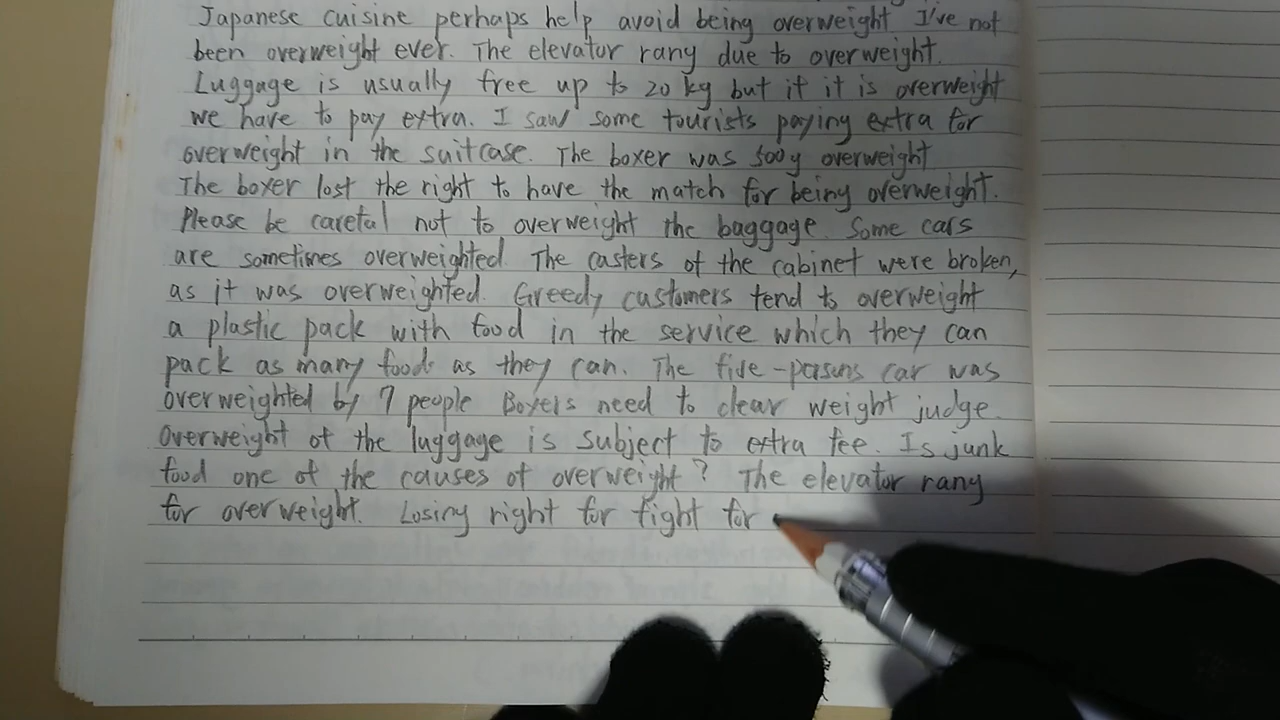 Japanese cuisine perhaps help avoid being overweight. I've not
been overweight ever. The elevator rang due to overweight.
Luggage is usually free up to 20 kg but if it is overweight
we have to pay extra. I saw some tourists paying extra for
overweight in the suitcase. The boxer was 500g overweight
The boxer lost the right to have the match for being overweight.
Please be careful not to overweight the baggage. Some cars
are sometimes overweighted. The casters of the cabinet were broken,
as it was overweighted. Greedy customers tend to overweight
a plastic pack with food in the service which they can
pack as many foods as they can. The five-persons car was
overweighted by 7 people Boxers need to clear weight judge.
Overweight of the luggage is subject to extra fee. Is junk
food one of the causes of overweight? The elevator rang
for overweight. Losing right for fight for